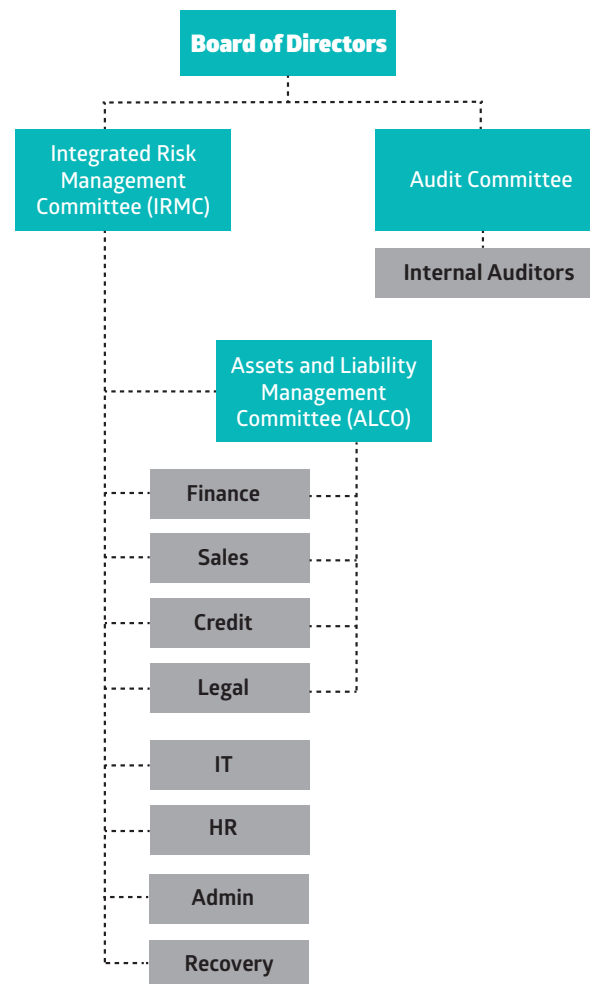 Board of Directors
Integrated Risk
Management
Committee (IRMC)
Audit Committee
Internal Auditors
Assets and Liability
Management
Committee (ALCO)
Finance
Sales
Credit
Legal
IT
HR
Admin
Recovery